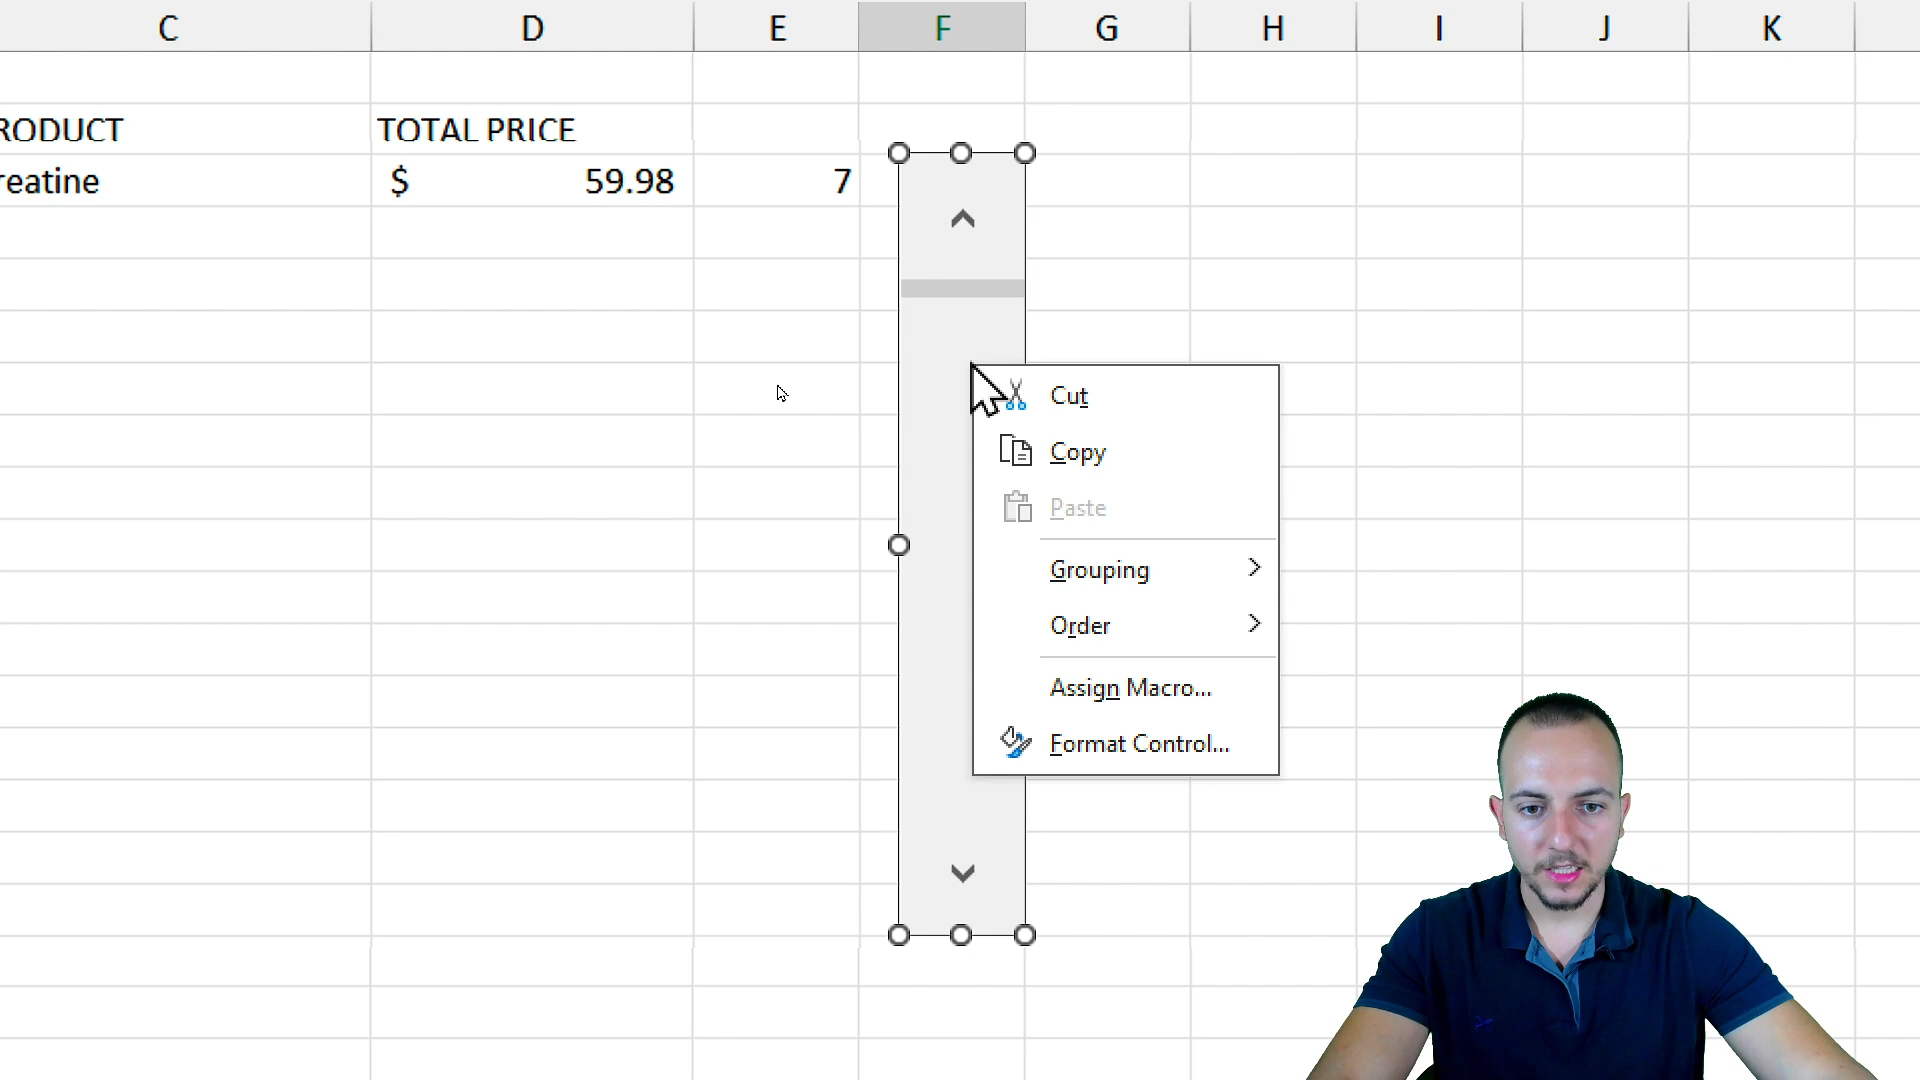 C D E F G H I J K
RODUCT TOTAL PRICE
reatine $ 59.98 7
Cut
Copy
Paste
Grouping
Order
Assign Macro...
Format Control...